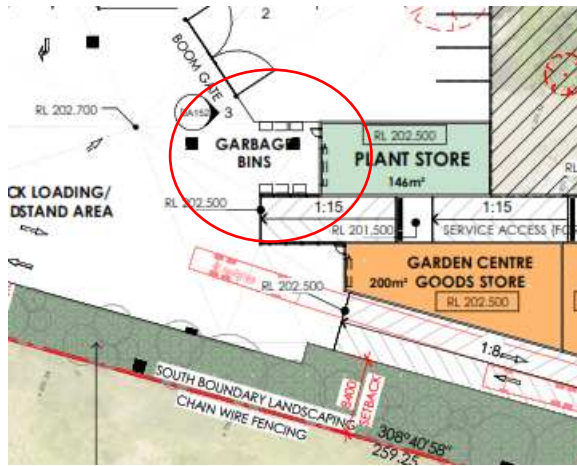 2
BOOM GATE
RL 202.700
3
GARBAGE
BINS
RL 202.500
PLANT STORE
146m²
CK LOADING/
DSTAND AREA
RL 202.500
1:15
1:15
RL 201.500
SERVICE ACCESS (FOR
GARDEN CENTRE
200m² GOODS STORE
RL 202.500
RL 202.500
1:8
SOUTH BOUNDARY LANDSCAPING
CHAIN WIRE FENCING
9400
SETBACK
308°40'58"
259.25